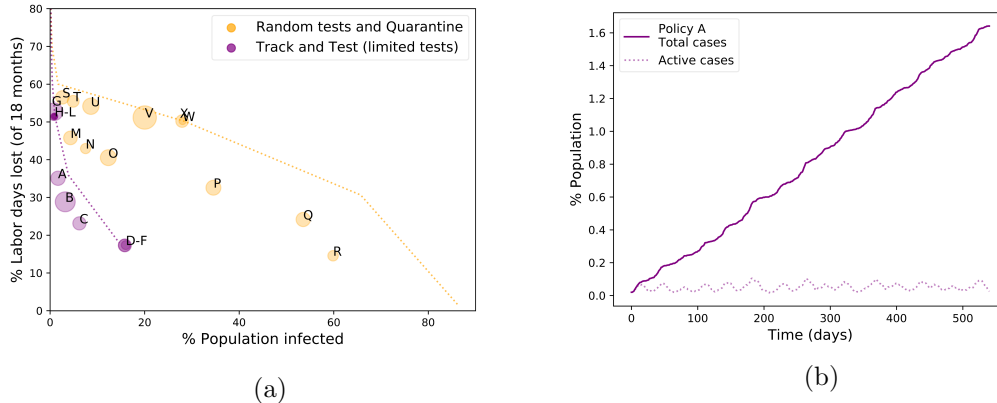 80
70
60
50
40
30
20
10
0
% Labor days lost (of 18 months)
Random tests and Quarantine
Track and Test (limited tests)
S
T
G
U
H-L
V
X
W
M
N
O
A
P
B
C
Q
D-F
R
0
20
40
60
80
% Population infected
(a)
1.6
1.4
1.2
1.0
0.8
0.6
0.4
0.2
0.0
% Population
Policy A
Total cases
Active cases
0
100
200
300
400
500
Time (days)
(b)